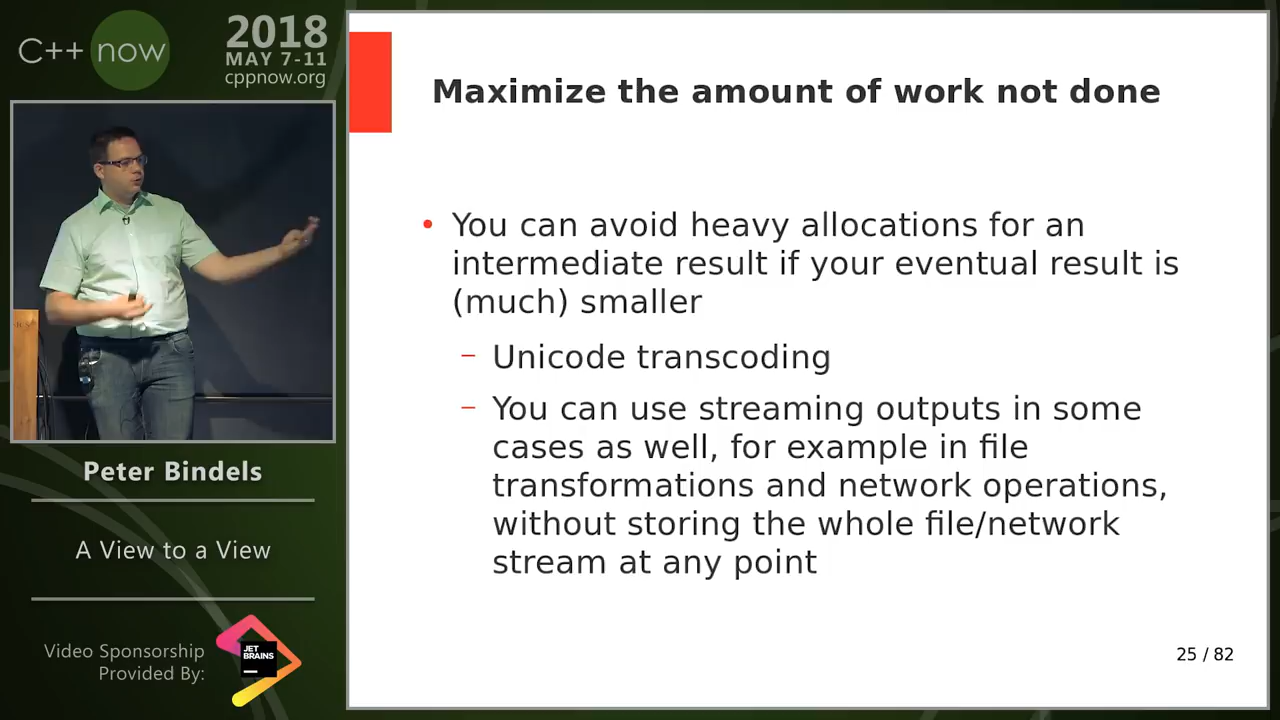 C++ now
2018
MAY 7-11
cppnow.org
Peter Bindels
A View to a View
Video Sponsorship
Provided By:
JET
BRAINS
Maximize the amount of work not done
• You can avoid heavy allocations for an
intermediate result if your eventual result is
(much) smaller
– Unicode transcoding
– You can use streaming outputs in some
cases as well, for example in file
transformations and network operations,
without storing the whole file/network
stream at any point
25 / 82